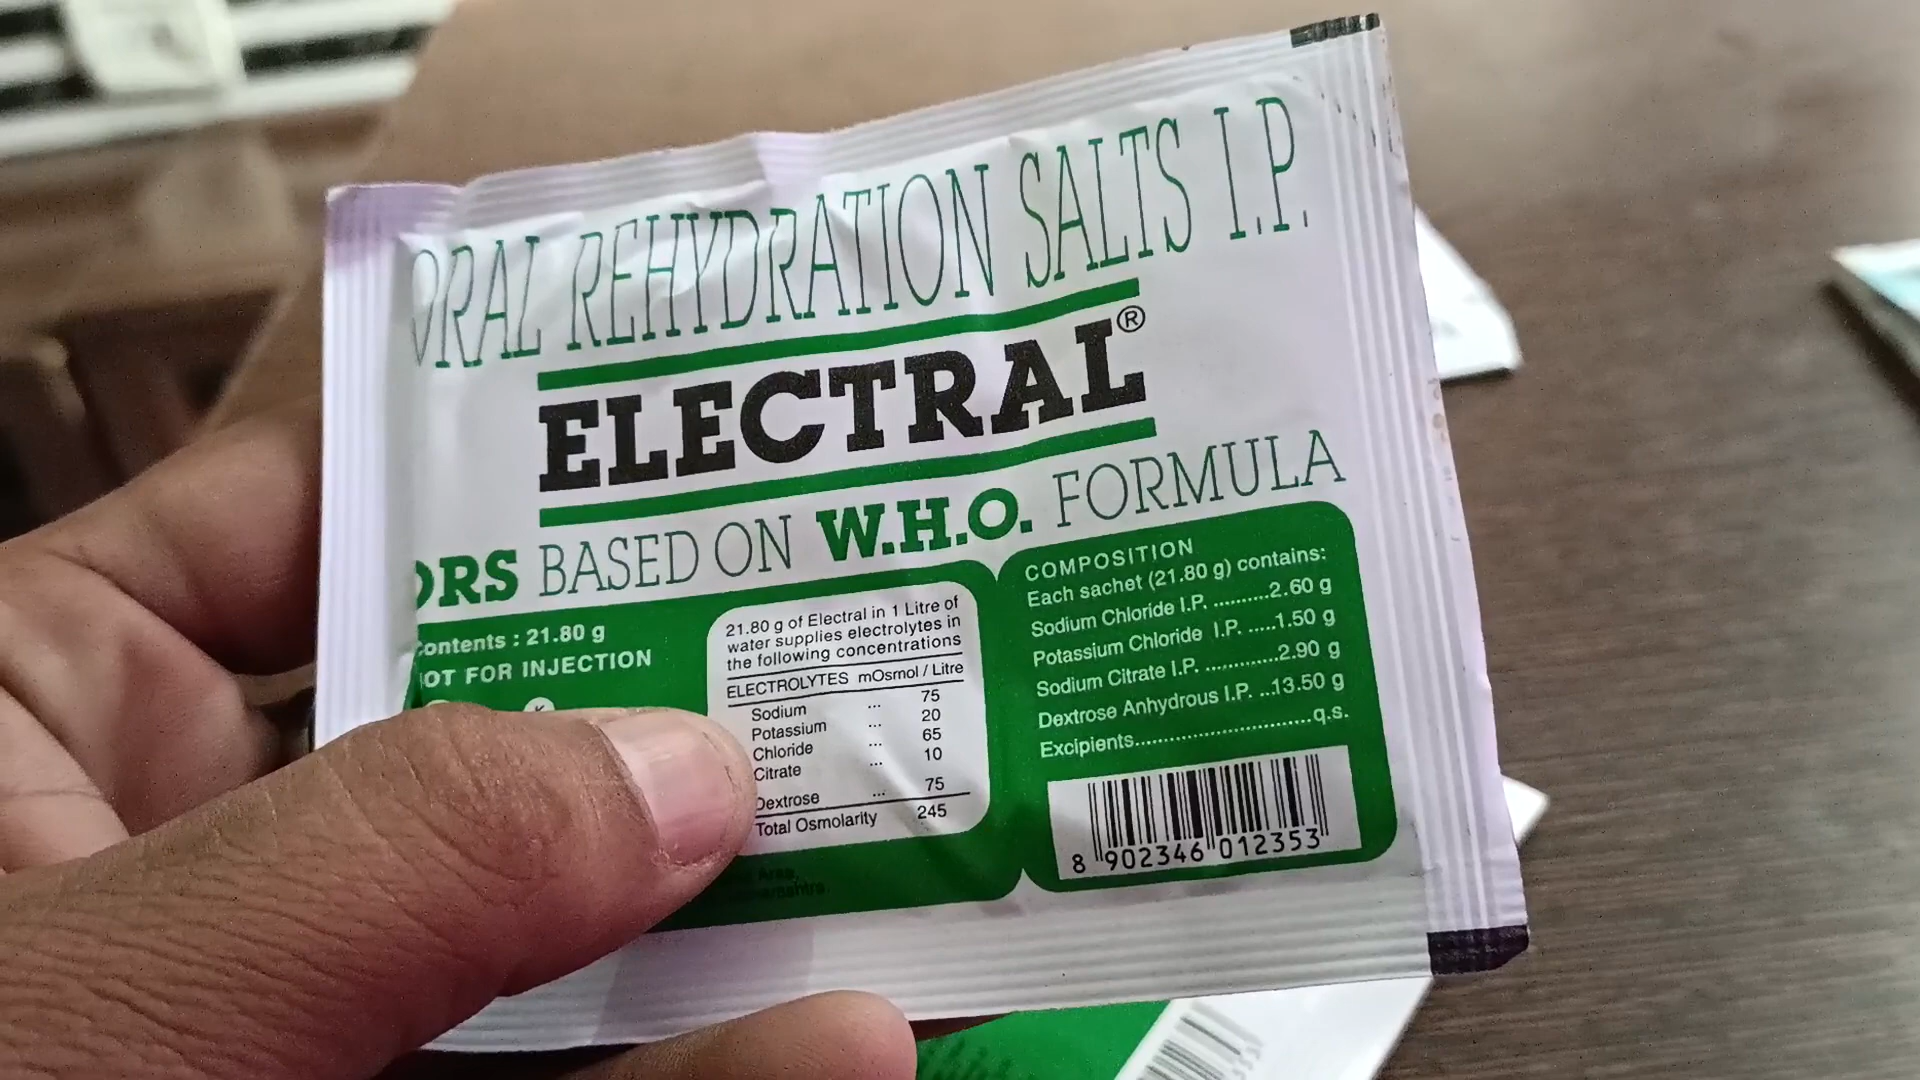 ORAL REHYDRATION SALTS I.P.
ELECTRAL®
ORS BASED ON W.H.O. FORMULA
Contents : 21.80 g
NOT FOR INJECTION
K
21.80 g of Electral in 1 Litre of
water supplies electrolytes in
the following concentrations
ELECTROLYTES mOsmol / Litre
Sodium ... 75
Potassium ... 20
Chloride ... 65
Citrate ... 10
Dextrose ... 75
Total Osmolarity 245
Area,
COMPOSITION
Each sachet (21.80 g) contains:
Sodium Chloride I.P. ..........2.60 g
Potassium Chloride I.P. .....1.50 g
Sodium Citrate I.P. .............2.90 g
Dextrose Anhydrous I.P. ...13.50 g
Excipients..............................q.s.
8 902346 012353